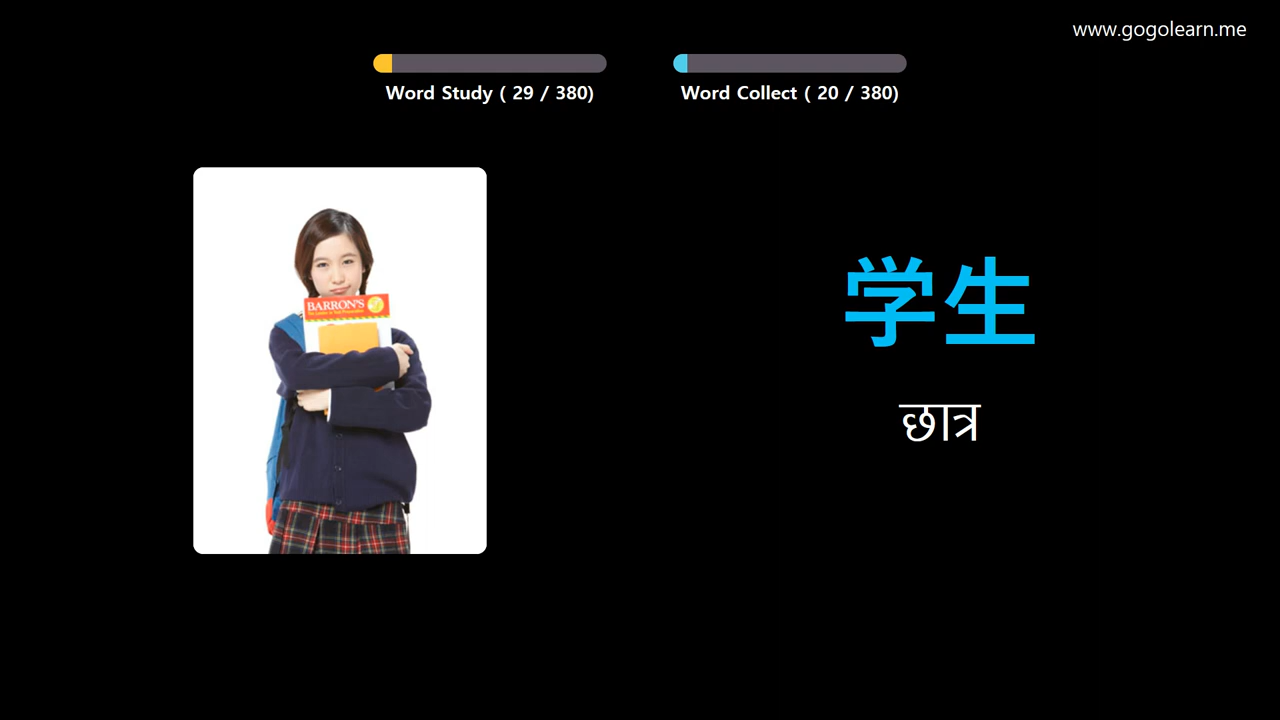 www.gogolearn.me
Word Study ( 29 / 380)
Word Collect ( 20 / 380)
BARRON'S
学生
छात्र